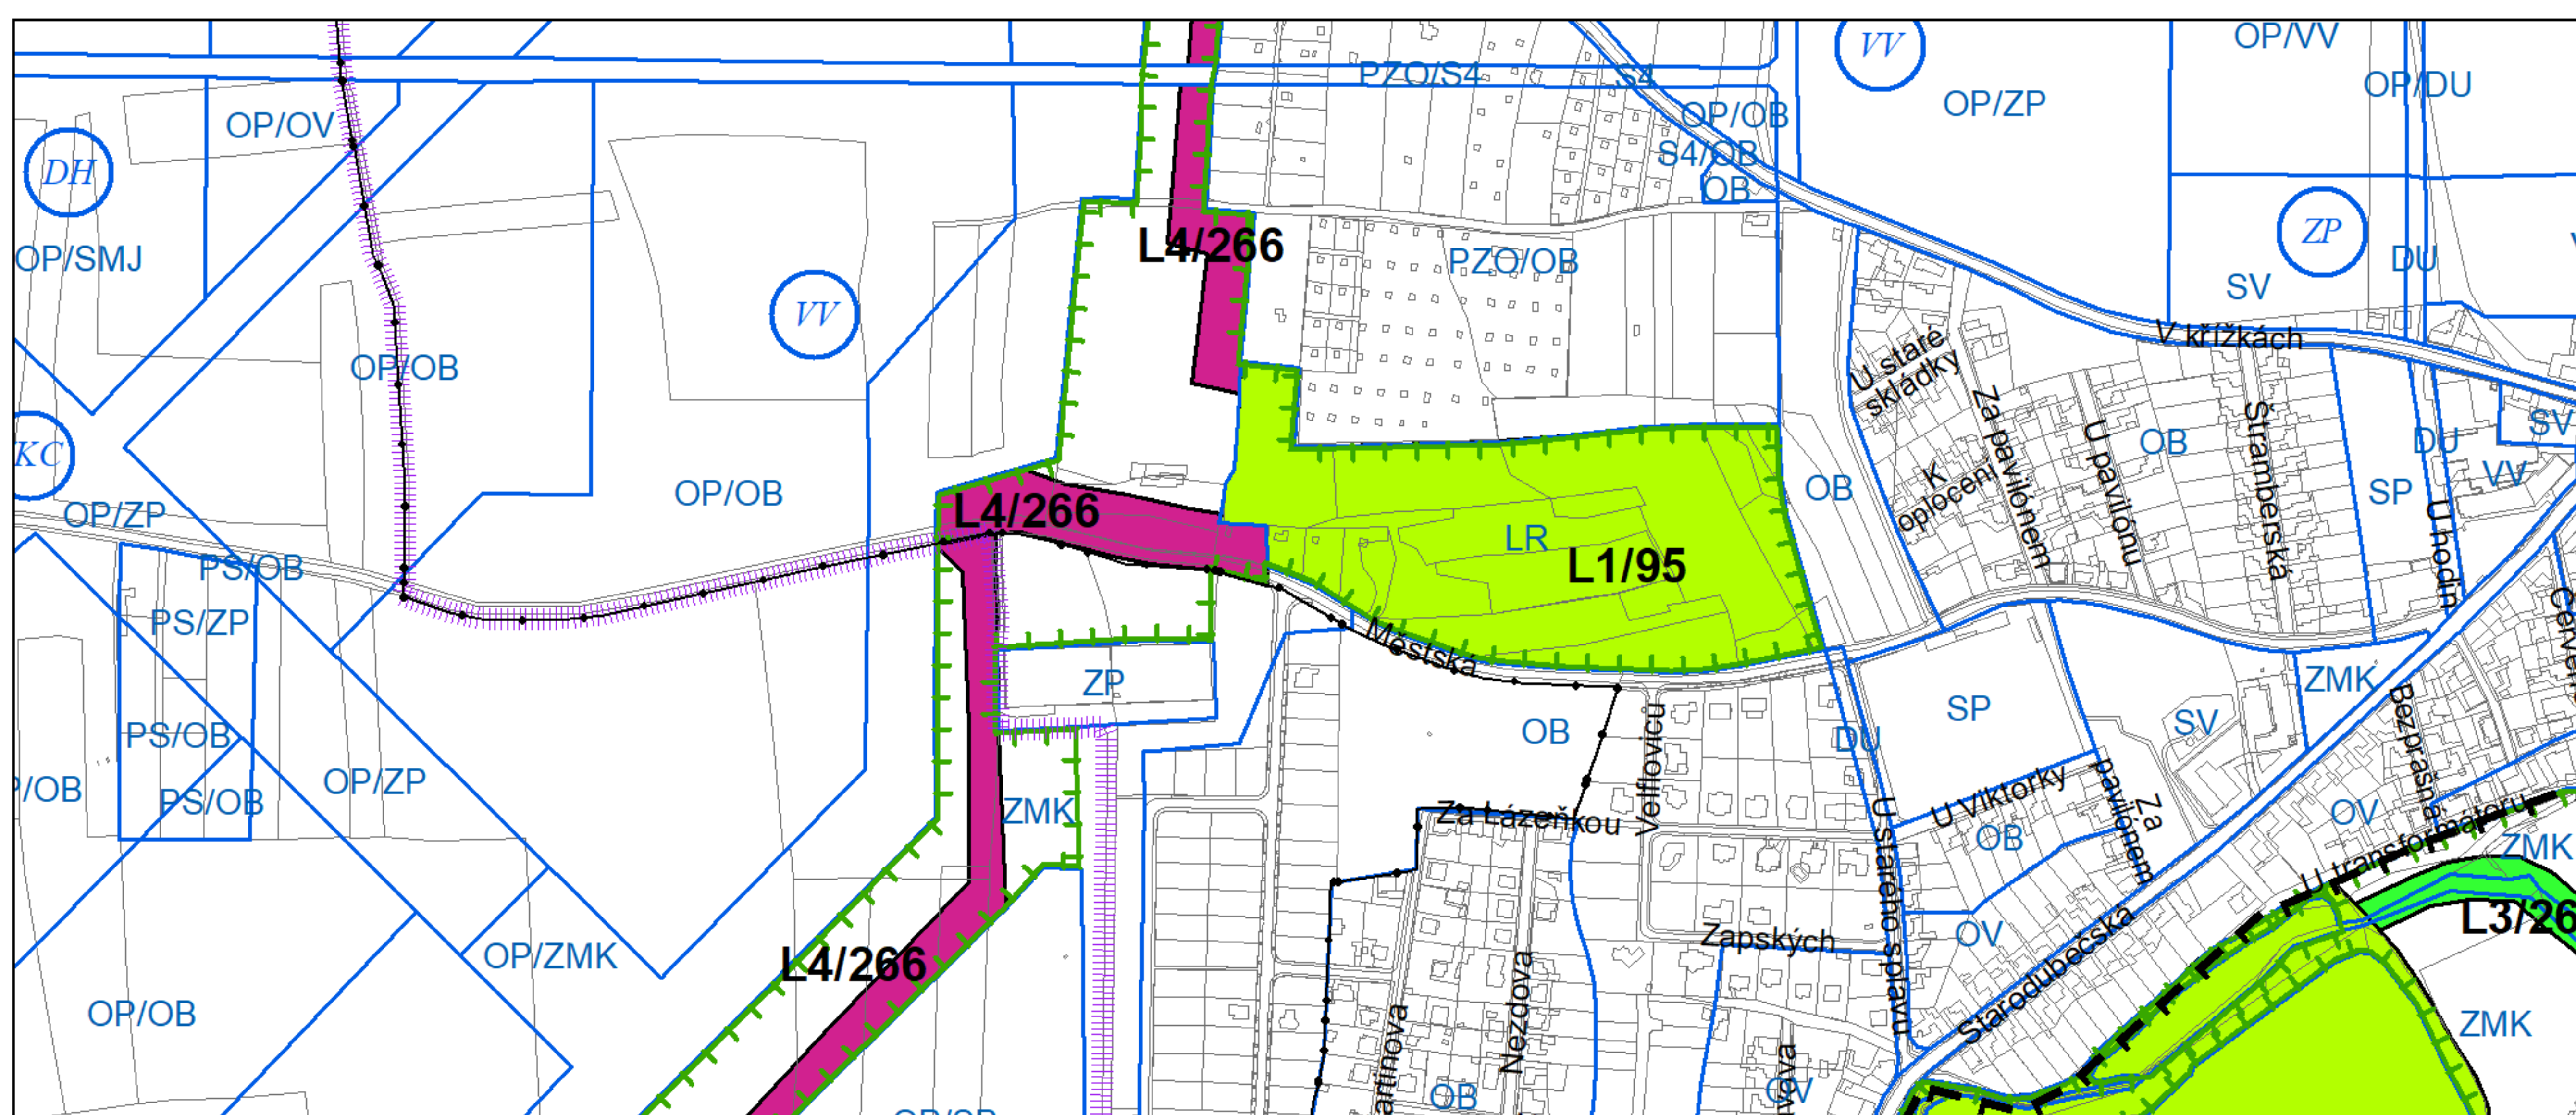 OP/VV
VV
PZO/S4
S4
OP/DU
OP/ZP
OP/OB
OP/OV
S4/OB
DH
OB
ZP
L4/266
OP/SMJ
PZO/OB
DU
SV
VV
V křížkách
U staré
skládky
OP/OB
Za pavilónem
U pavilónu
Štramberská
OB
SV
DU
KC
VV
K
oplocení
OB
SP
OP/OB
L4/266
OP/ZP
U hodin
LR
L1/95
PS/OB
PS/ZP
Městská
ZP
ZMK
SP
SV
Bezprašná
PS/OB
OB
Velflovicu
DU
OP/ZP
/OB
PS/OB
ZMK
Za Lázeňkou
U Viktorky
OB
Za
pavilónem
OV
U transformátoru
ZMK
U starého splavu
L3/26
OV
Zapských
OP/ZMK
L4/266
Starodubečská
Nezdova
OP/OB
ZMK
artinova
OB
OV